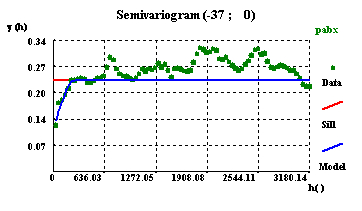 Semivariogram (-37 ; 0)
γ (h)
pabx
0.34
0.27
0.20
0.14
0.07
Data
Sill
Model
0 636.03 1272.05 1908.08 2544.11 3180.14
h( )